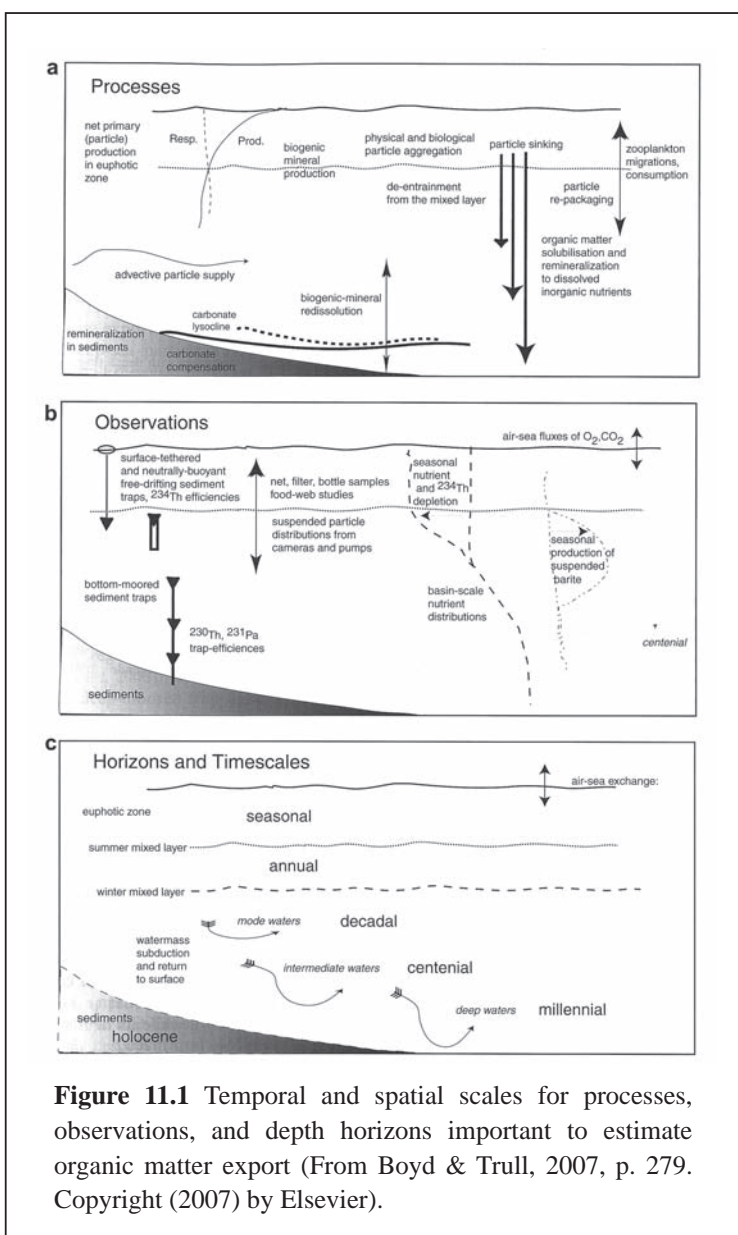 a
Processes
net primary
(particle)
production
in euphotic
zone
Resp.
Prod.
biogenic
mineral
production
physical and biological
particle aggregation
particle sinking
zooplankton
migrations,
consumption
de-entrainment
from the mixed layer
particle
re-packaging
organic matter
solubilisation and
remineralization
to dissolved
inorganic nutrients
advective particle supply
biogenic-mineral
redissolution
carbonate
lysocline
remineralization
in sediments
carbonate
compensation
b
Observations
air-sea fluxes of O2,CO2
surface-tethered
and neutrally-buoyant
free-drifting sediment
traps, 234Th efficiencies
net, filter, bottle samples
food-web studies
seasonal
nutrient
and 234Th
depletion
suspended particle
distributions from
cameras and pumps
seasonal
production of
suspended
barite
bottom-moored
sediment traps
basin-scale
nutrient
distributions
230Th, 231Pa
trap-efficiences
centenial
sediments
c
Horizons and Timescales
air-sea exchange:
euphotic zone
seasonal
summer mixed layer
annual
winter mixed layer
mode waters
decadal
watermass
subduction
and return
to surface
intermediate waters
centenial
deep waters
millennial
sediments
holocene
Figure 11.1 Temporal and spatial scales for processes,
observations, and depth horizons important to estimate
organic matter export (From Boyd & Trull, 2007, p. 279.
Copyright (2007) by Elsevier).